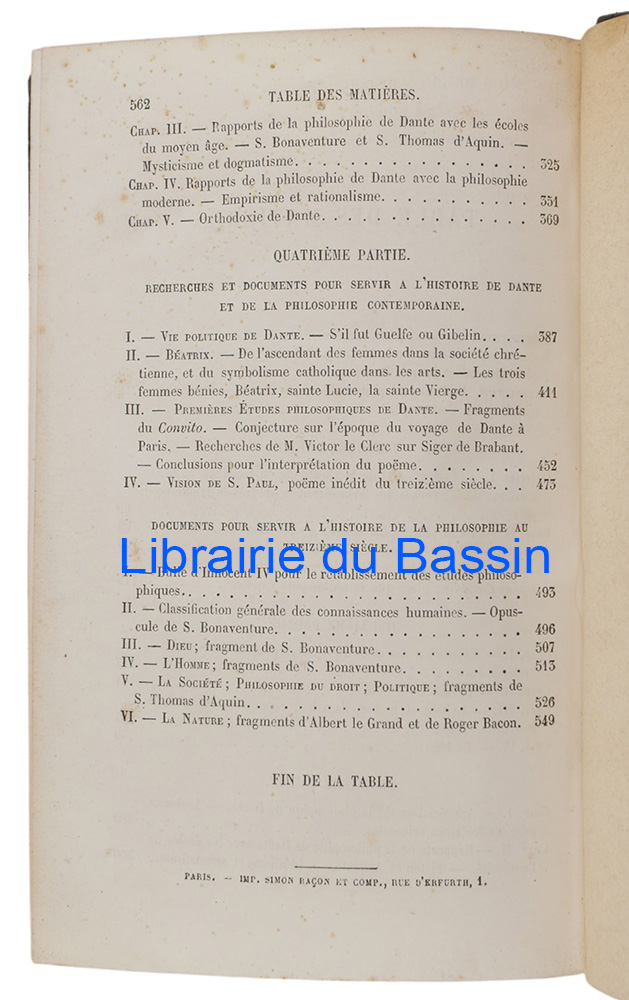 562
TABLE DES MATIÈRES.
CHAP. III. — Rapports de la philosophie de Dante avec les écoles
du moyen âge. — S. Bonaventure et S. Thomas d'Aquin. —
Mysticisme et dogmatisme. . . . . . . . . . . . . . . . 325
CHAP. IV. Rapports de la philosophie de Dante avec la philosophie
moderne. — Empirisme et rationalisme. . . . . . . . . . . 351
CHAP. V. — Orthodoxie de Dante. . . . . . . . . . . . . . . 369
QUATRIÈME PARTIE.
RECHERCHES ET DOCUMENTS POUR SERVIR A L'HISTOIRE DE DANTE
ET DE LA PHILOSOPHIE CONTEMPORAINE.
I. — VIE POLITIQUE DE DANTE. — S'il fut Guelfe ou Gibelin. . . . 387
II. — BÉATRIX. — De l'ascendant des femmes dans la société chré-
tienne, et du symbolisme catholique dans les arts. — Les trois
femmes bénies, Béatrix, sainte Lucie, la sainte Vierge. . . . . 411
III. — PREMIÈRES ÉTUDES PHILOSOPHIQUES DE DANTE. — Fragments
du Convito. — Conjecture sur l'époque du voyage de Dante à
Paris. — Recherches de M. Victor le Clerc sur Siger de Brabant.
— Conclusions pour l'interprétation du poëme. . . . . . . . 452
IV. — VISION DE S. PAUL, poëme inédit du treizième siècle. . . 473
DOCUMENTS POUR SERVIR A L'HISTOIRE DE LA PHILOSOPHIE AU
TREIZIÈME SIÈCLE.
Librairie du Bassin
I. — Bulle d'Innocent IV pour le rétablissement des études philoso-
phiques. . . . . . . . . . . . . . . . . . . . 493
II. — Classification générale des connaissances humaines. — Opus-
cule de S. Bonaventure. . . . . . . . . . . . . . . . 496
III. — DIEU; fragment de S. Bonaventure. . . . . . . . . . . 507
IV. — L'HOMME; fragments de S. Bonaventure. . . . . . . . . 513
V. — LA SOCIÉTÉ; PHILOSOPHIE DU DROIT; POLITIQUE; fragments de
S. Thomas d'Aquin. . . . . . . . . . . . . . . . . . 526
VI. — LA NATURE; fragments d'Albert le Grand et de Roger Bacon. 549
FIN DE LA TABLE.
PARIS. — IMP. SIMON RAÇON ET COMP., RUE D'ERFURTH, 1.